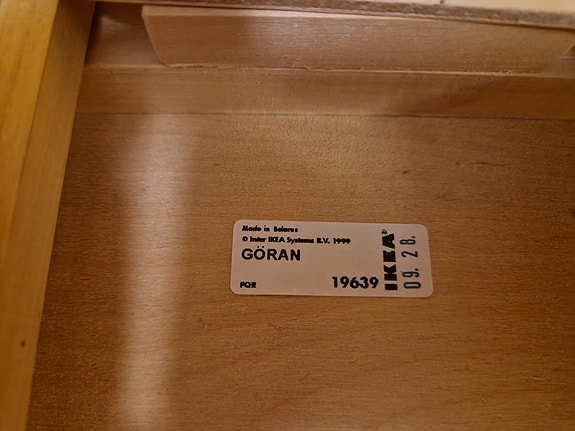 Made in Belarus
© Inter IKEA Systems B.V. 1999
GÖRAN
PQR 19639
IKEA®
09. 28.